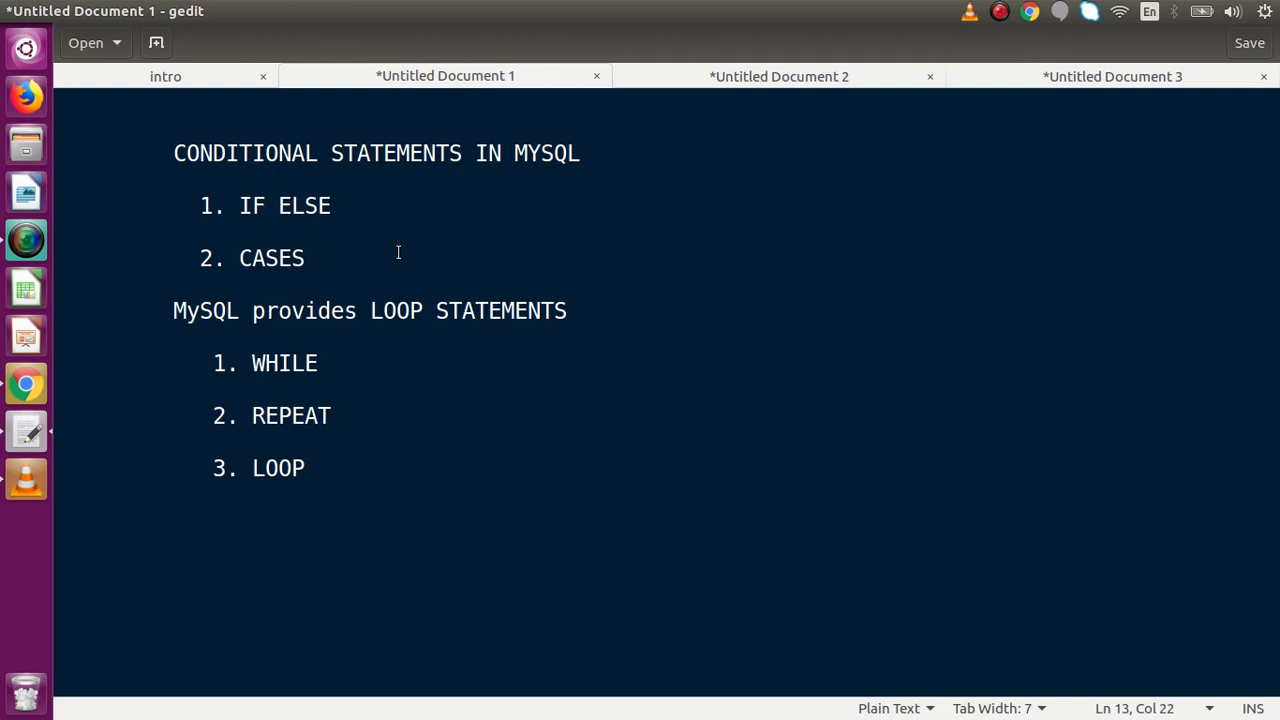 *Untitled Document 1 - gedit
En
Open
Save
intro
*Untitled Document 1
*Untitled Document 2
*Untitled Document 3
CONDITIONAL STATEMENTS IN MYSQL
1. IF ELSE
2. CASES
MySQL provides LOOP STATEMENTS
1. WHILE
2. REPEAT
3. LOOP
Plain Text
Tab Width: 7
Ln 13, Col 22
INS